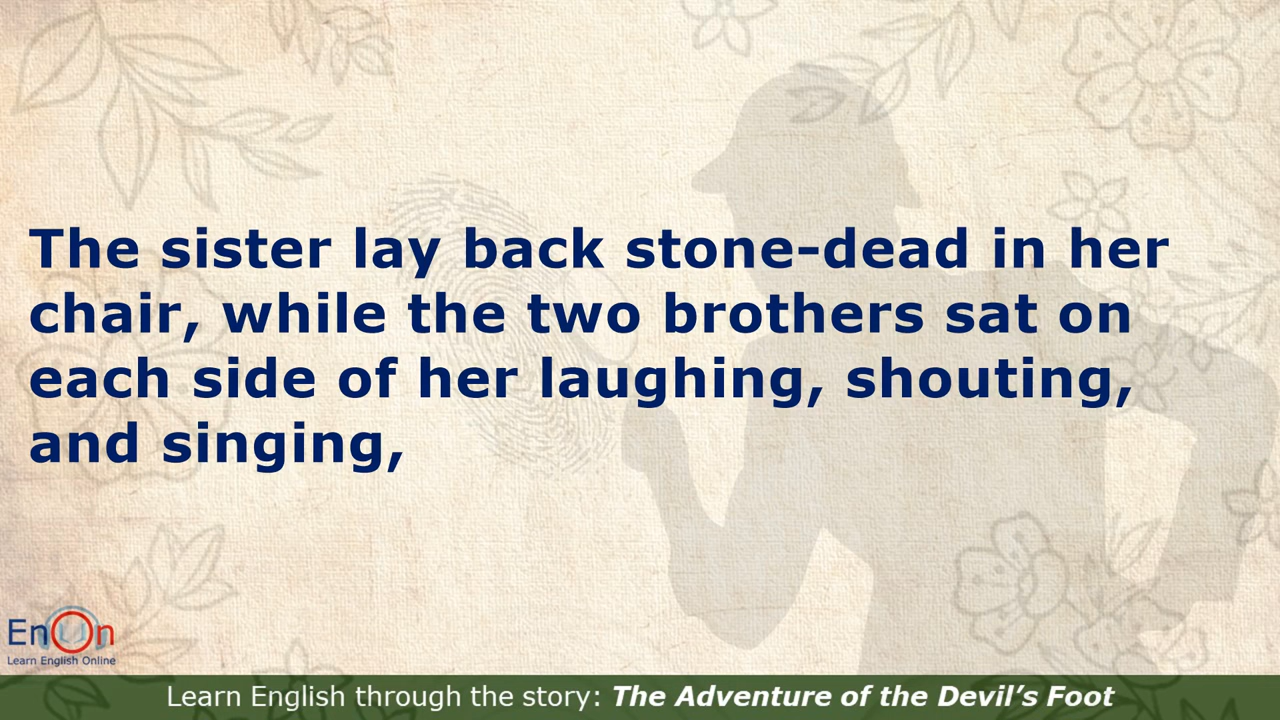 The sister lay back stone-dead in her
chair, while the two brothers sat on
each side of her laughing, shouting,
and singing,
EnOn
Learn English Online
Learn English through the story: The Adventure of the Devil’s Foot